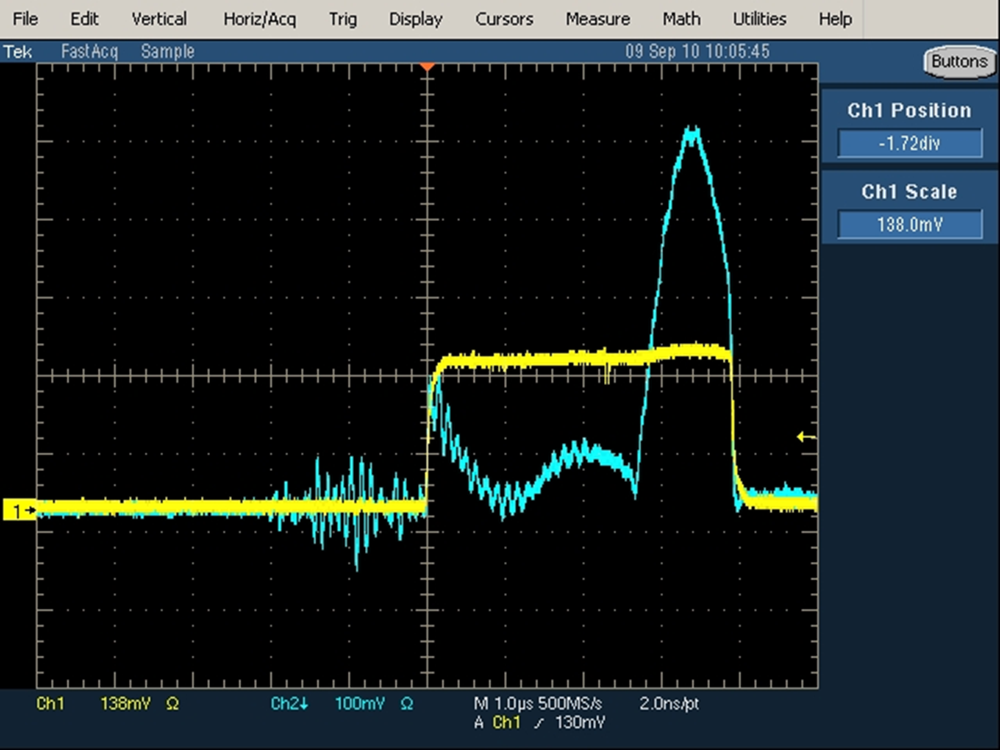 File Edit Vertical Horiz/Acq Trig Display Cursors Measure Math Utilities Help
Tek FastAcq Sample 09 Sep 10 10:05:45
Buttons
Ch1 Position
-1.72div
Ch1 Scale
138.0mV
1
Ch1 138mV Ω Ch2↓ 100mV Ω M 1.0µs 500MS/s 2.0ns/pt
A Ch1 ∕ 130mV